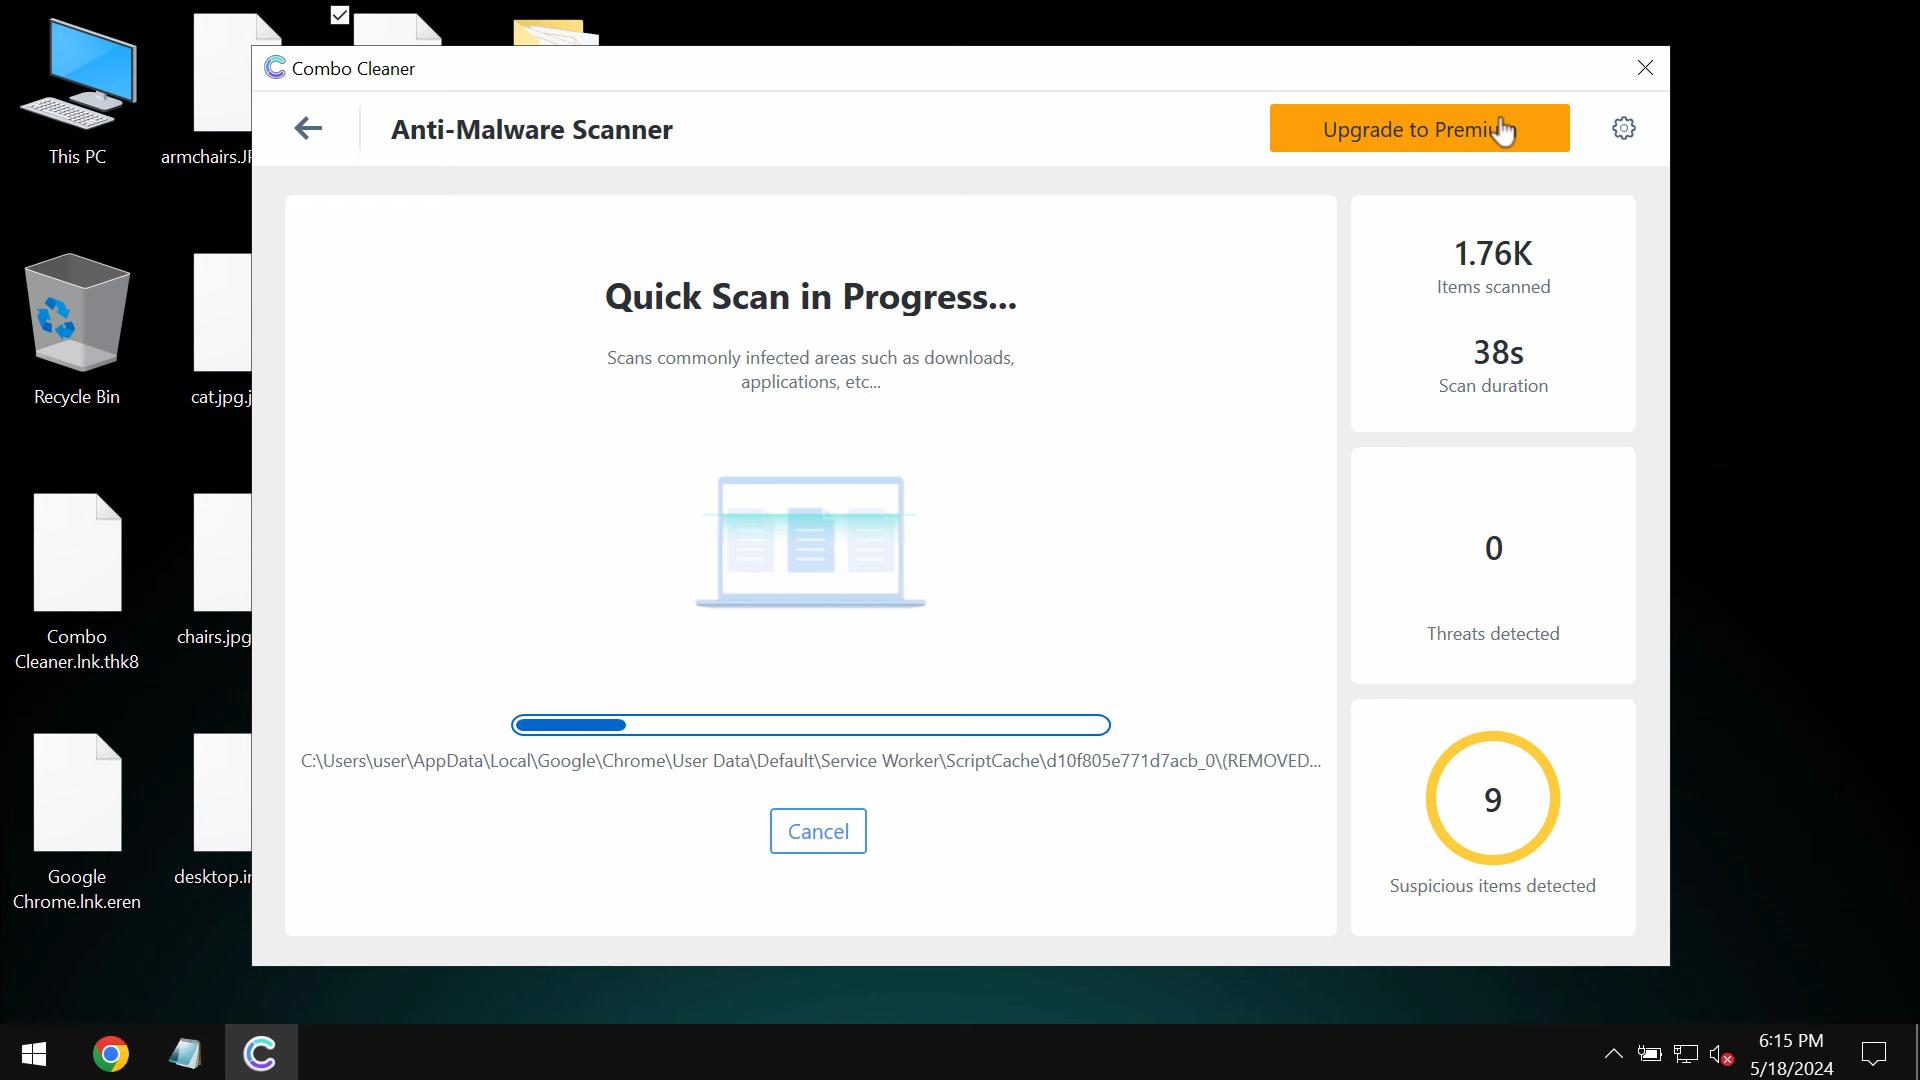 This PC
armchairs.JP
Recycle Bin
cat.jpg.j
Combo
Cleaner.lnk.thk8
chairs.jpg
Google
Chrome.lnk.eren
desktop.in
Combo Cleaner
Anti-Malware Scanner
Upgrade to Premium
Quick Scan in Progress...
Scans commonly infected areas such as downloads,
applications, etc...
C:\Users\user\AppData\Local\Google\Chrome\User Data\Default\Service Worker\ScriptCache\d10f805e771d7acb_0\(REMOVED...
Cancel
1.76K
Items scanned
38s
Scan duration
0
Threats detected
9
Suspicious items detected
6:15 PM
5/18/2024